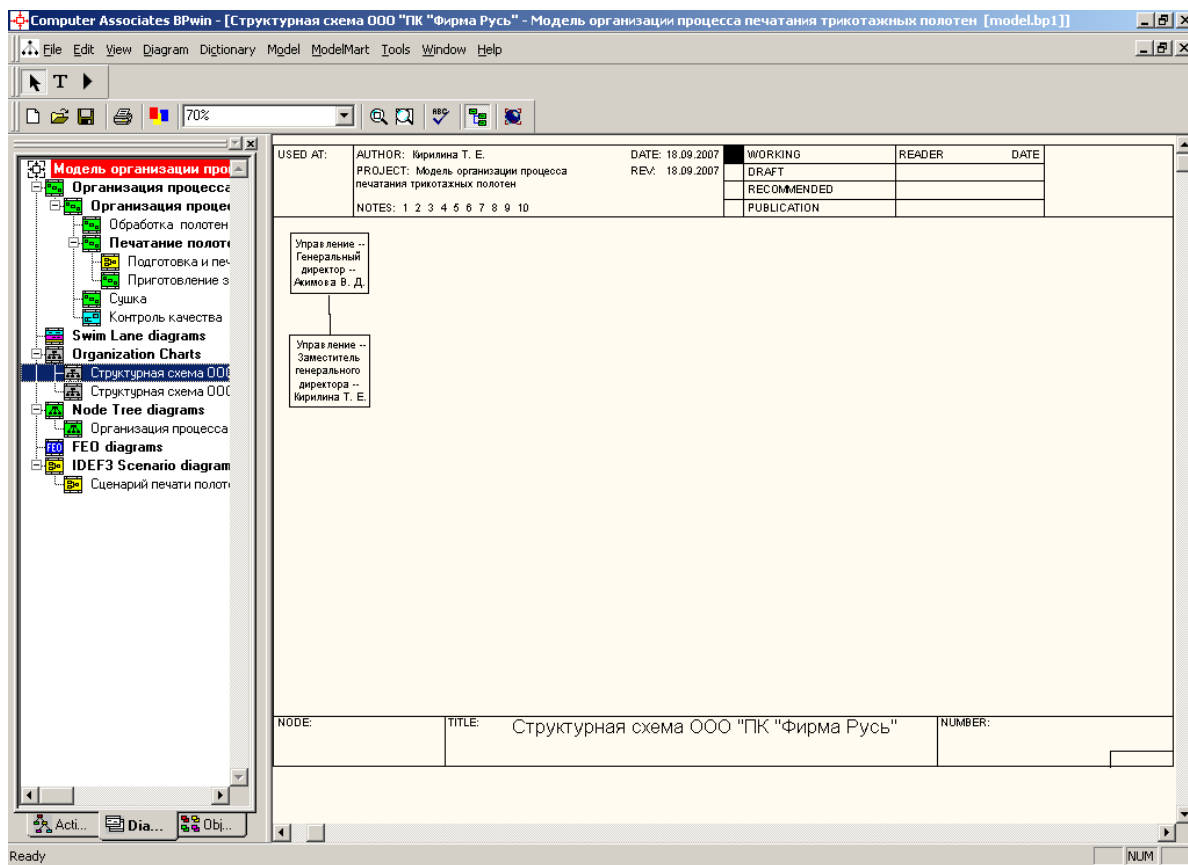 Computer Associates BPwin - [Структурная схема ООО "ПК "Фирма Русь" - Модель организации процесса печатания трикотажных полотен [model.bp1]]
File Edit View Diagram Dictionary Model ModelMart Tools Window Help
T
70%
ABC
Модель организации про
Организация процесса
Организация процес
Обработка полотен
Печатание полоте
Подготовка и печ
Приготовление з
Сушка
Контроль качества
Swim Lane diagrams
Organization Charts
Структурная схема ООО
Структурная схема ООО
Node Tree diagrams
Организация процесса
FEO FEO diagrams
IDEF3 Scenario diagram
Сценарий печати полоте
Acti... Dia... Obj...
USED AT: AUTHOR: Кирилина Т. Е. DATE: 18.09.2007 WORKING READER DATE
PROJECT: Модель организации процесса REV: 18.09.2007 DRAFT
печатания трикотажных полотен RECOMMENDED
NOTES: 1 2 3 4 5 6 7 8 9 10 PUBLICATION
Управление --
Генеральный
директор --
Акимова В. Д.
Управление --
Заместитель
генерального
директора --
Кирилина Т. Е.
NODE: TITLE: Структурная схема ООО "ПК "Фирма Русь" NUMBER:
Ready NUM